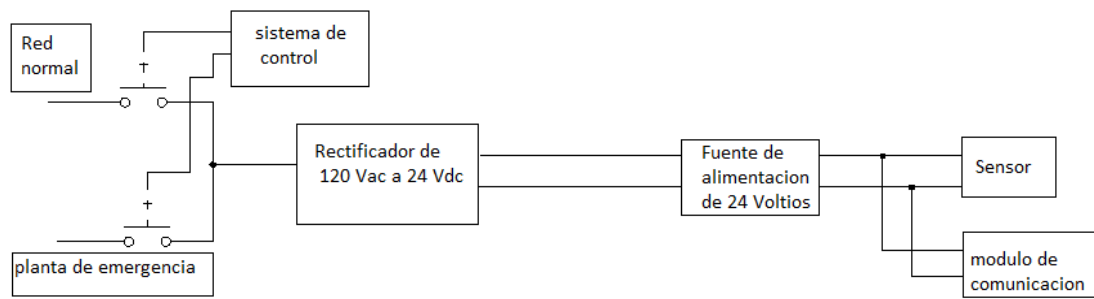 Red
normal
sistema de
control
Rectificador de
120 Vac a 24 Vdc
Fuente de
alimentacion
de 24 Voltios
Sensor
planta de emergencia
modulo de
comunicacion